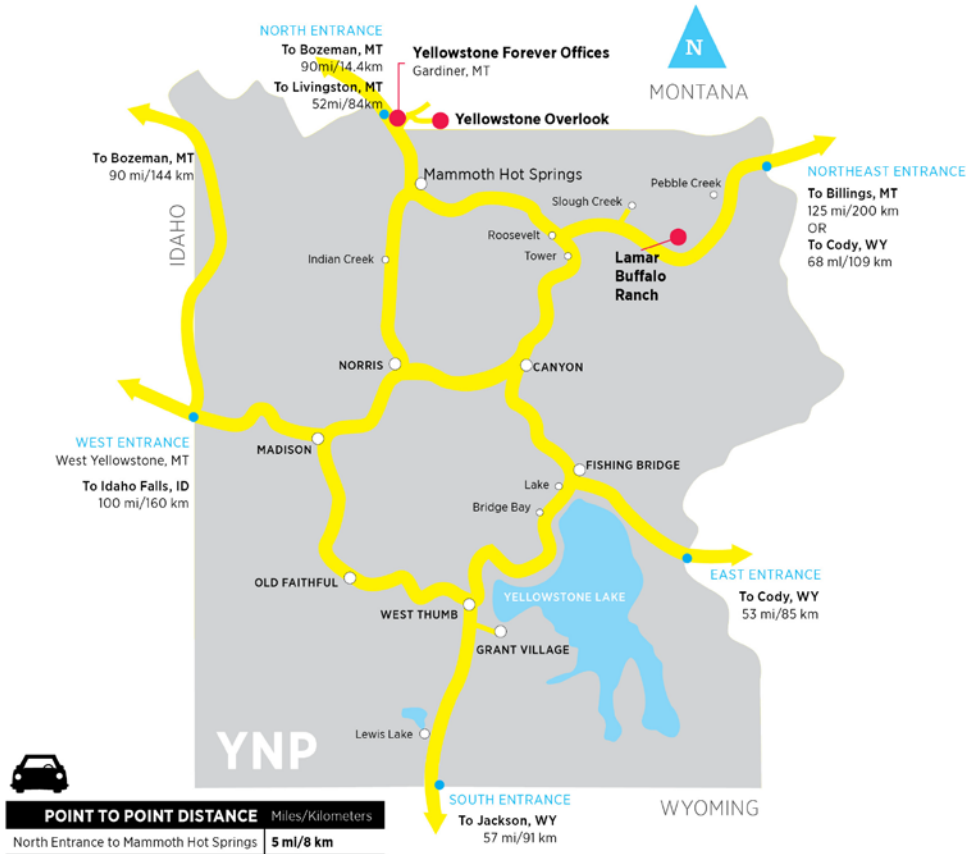 NORTH ENTRANCE
To Bozeman, MT
90mi/14.4km
To Livingston, MT
52mi/84km
Yellowstone Forever Offices
Gardiner, MT
N
MONTANA
Yellowstone Overlook
To Bozeman, MT
90 mi/144 km
IDAHO
Mammoth Hot Springs
Pebble Creek
Slough Creek
NORTHEAST ENTRANCE
To Billings, MT
125 mi/200 km
OR
To Cody, WY
68 ml/109 km
Roosevelt
Tower
Indian Creek
Lamar
Buffalo
Ranch
NORRIS
CANYON
WEST ENTRANCE
West Yellowstone, MT
To Idaho Falls, ID
100 mi/160 km
MADISON
FISHING BRIDGE
Lake
Bridge Bay
EAST ENTRANCE
To Cody, WY
53 mi/85 km
OLD FAITHFUL
YELLOWSTONE LAKE
WEST THUMB
GRANT VILLAGE
Lewis Lake
YNP
SOUTH ENTRANCE
To Jackson, WY
57 mi/91 km
WYOMING
POINT TO POINT DISTANCE Miles/Kilometers
North Entrance to Mammoth Hot Springs 5 ml/8 km